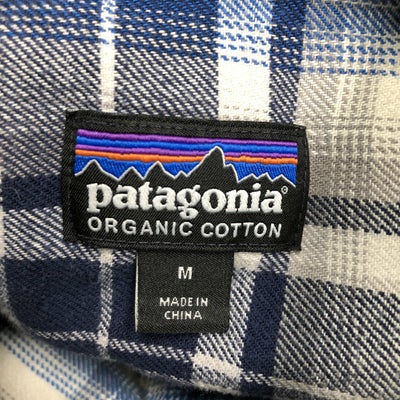 patagonia®
ORGANIC COTTON
M
MADE IN
CHINA